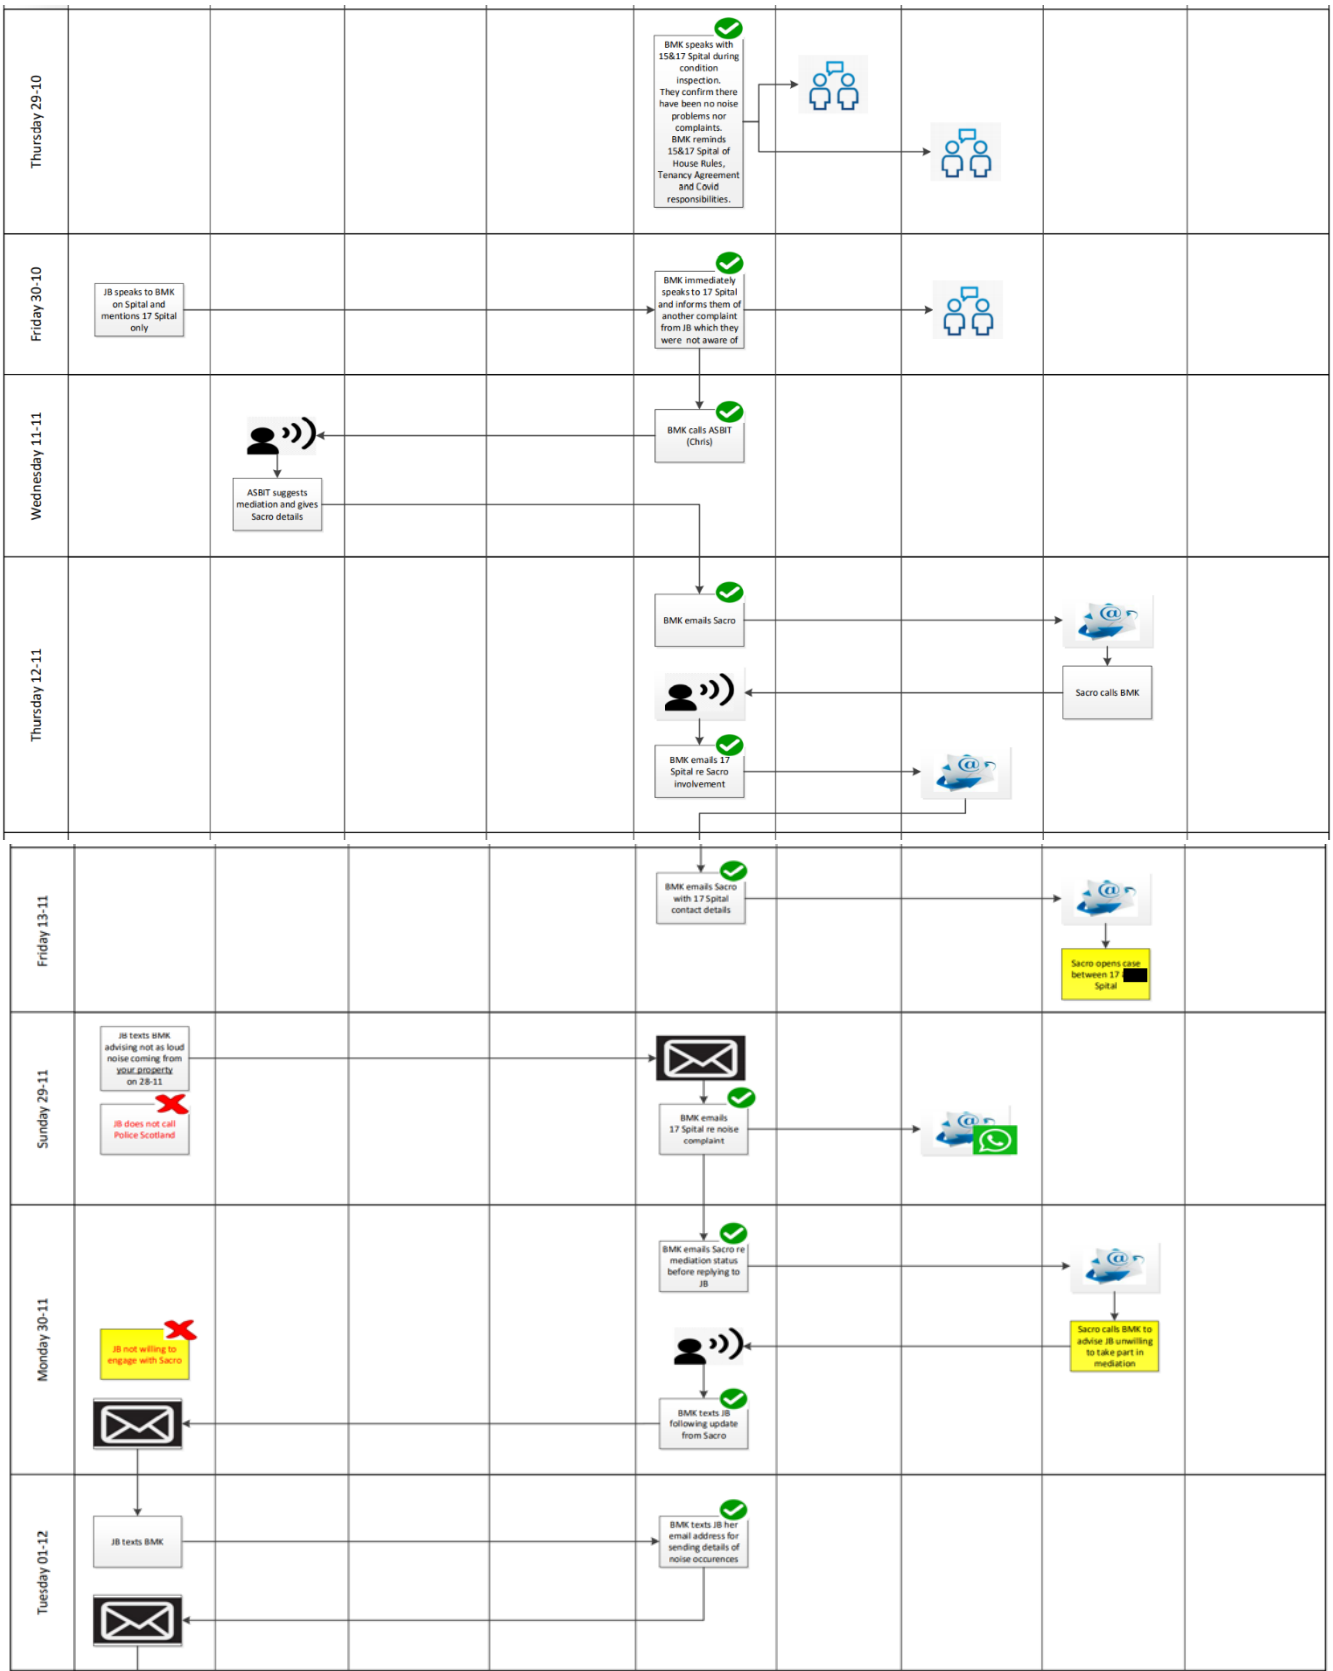 Thursday 29-10
BMK speaks with
15&17 Spital during
condition
inspection.
They confirm there
have been no noise
problems nor
complaints.
BMK reminds
15&17 Spital of
House Rules,
Tenancy Agreement
and Covid
responsibilities.
Friday 30-10
JB speaks to BMK
on Spital and
mentions 17 Spital
only
BMK immediately
speaks to 17 Spital
and informs them of
another complaint
from JB which they
were not aware of
Wednesday 11-11
BMK calls ASBIT
(Chris)
ASBIT suggests
mediation and gives
Sacro details
Thursday 12-11
BMK emails Sacro
Sacro calls BMK
BMK emails 17
Spital re Sacro
involvement
Friday 13-11
BMK emails Sacro
with 17 Spital
contact details
Sacro opens case
between 17
Spital
Sunday 29-11
JB texts BMK
advising not as loud
noise coming from
your property
on 28-11
JB does not call
Police Scotland
BMK emails
17 Spital re noise
complaint
Monday 30-11
BMK emails Sacro re
mediation status
before replying to
JB
JB not willing to
engage with Sacro
Sacro calls BMK to
advise JB unwilling
to take part in
mediation
BMK texts JB
following update
from Sacro
Tuesday 01-12
JB texts BMK
BMK texts JB her
email address for
sending details of
noise occurences